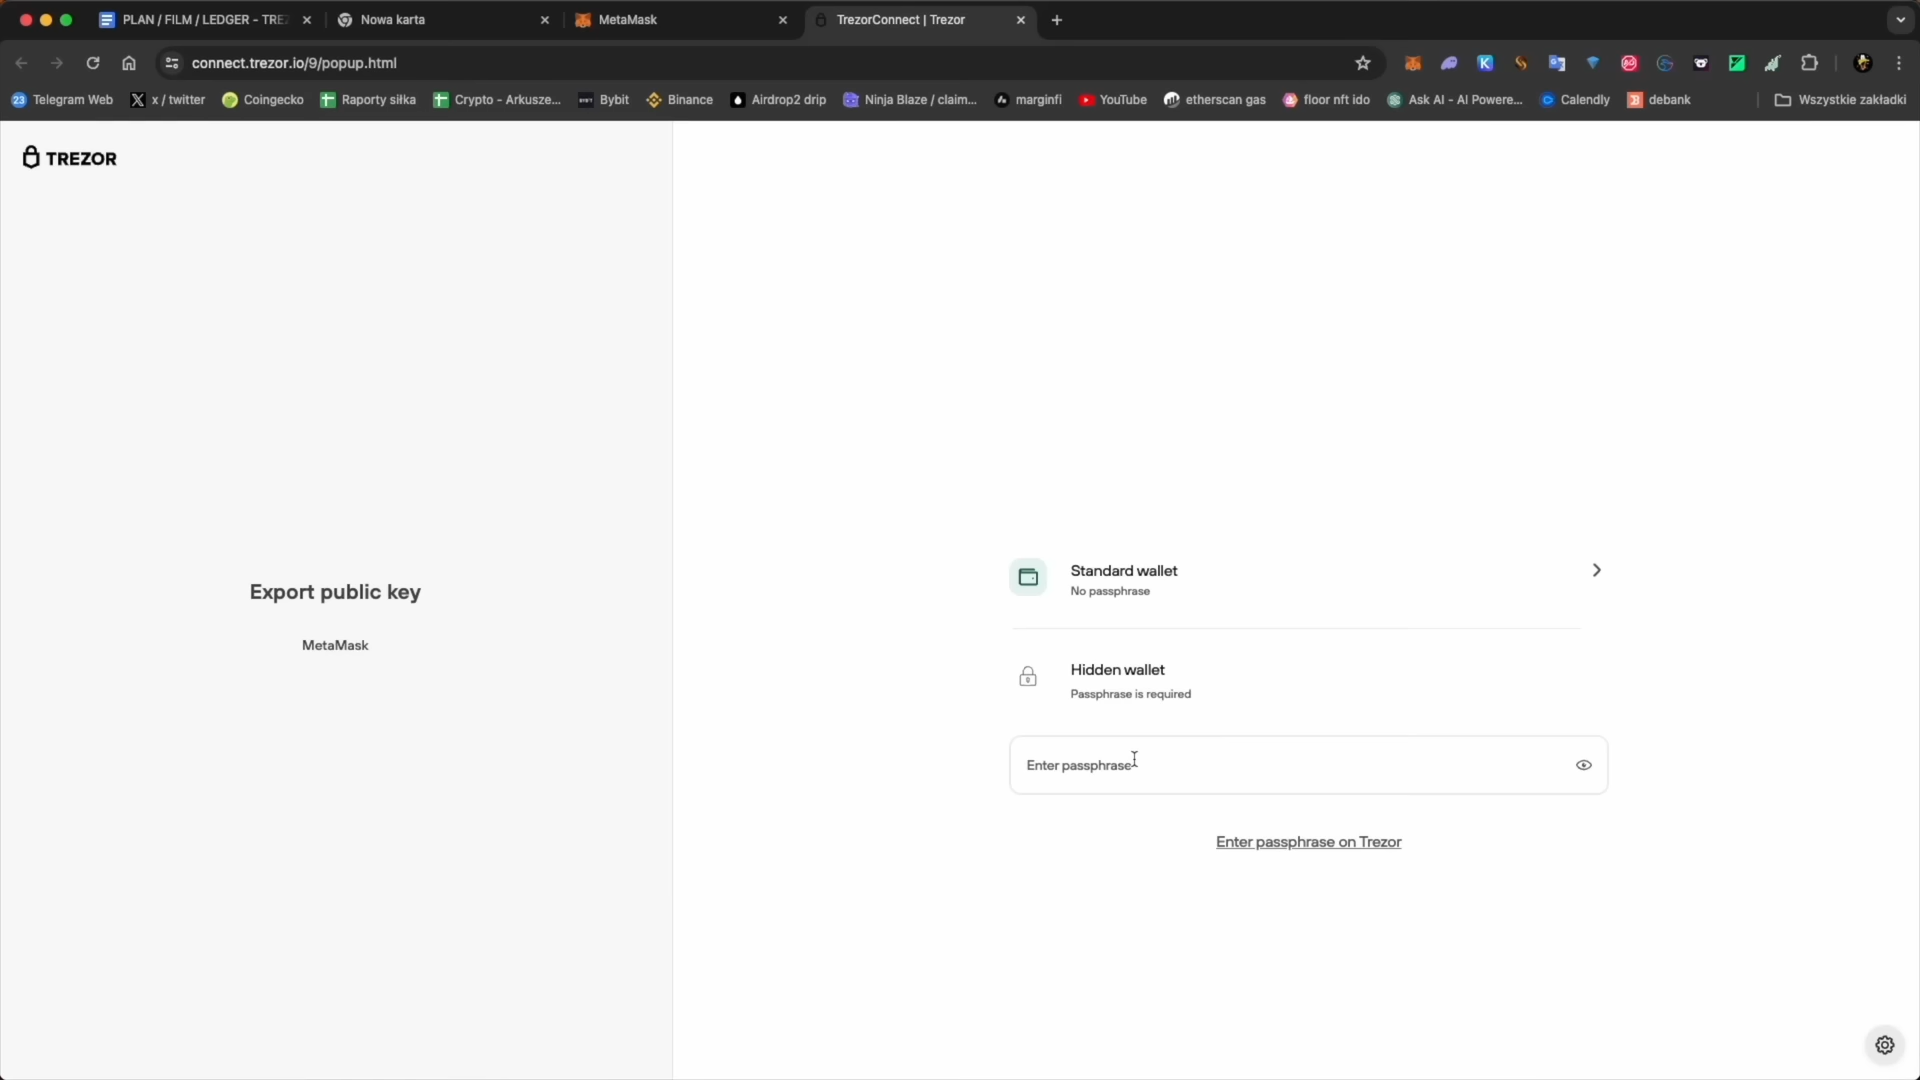 PLAN / FILM / LEDGER - TREZ
Nowa karta
MetaMask
TrezorConnect | Trezor
connect.trezor.io/9/popup.html
23 Telegram Web
x / twitter
Coingecko
Raporty siłka
Crypto - Arkusze...
Bybit
Binance
Airdrop2 drip
Ninja Blaze / claim...
marginfi
YouTube
etherscan gas
floor nft ido
Ask AI - AI Powere...
Calendly
debank
Wszystkie zakładki
TREZOR
Export public key
MetaMask
Standard wallet
No passphrase
Hidden wallet
Passphrase is required
Enter passphrase
Enter passphrase on Trezor